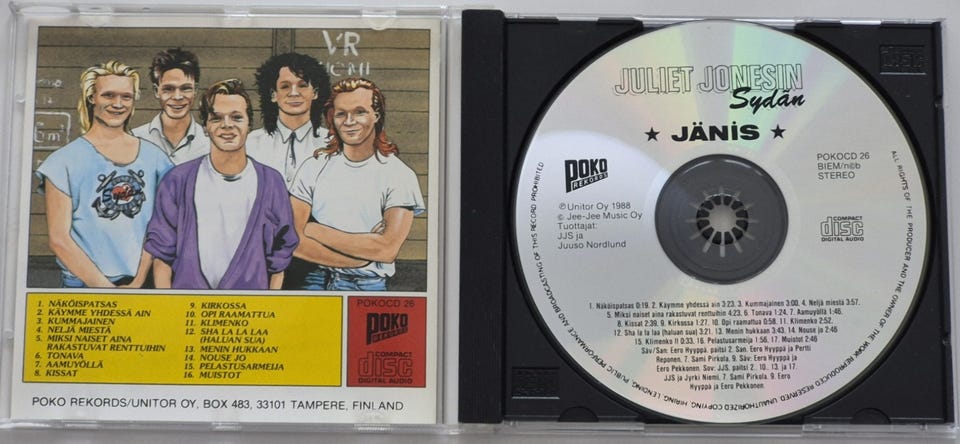 VR
1. NÄKÖISPATSAS
2. KÄYMME YHDESSÄ AIN
3. KUMMAJAINEN
4. NELJÄ MIESTÄ
5. MIKSI NAISET AINA
RAKASTUVAT RENTTUIHIN
6. TONAVA
7. AAMUYÖLLÄ
8. KISSAT
9. KIRKOSSA
10. OPI RAAMATTUA
11. KLIMENKO
12. SHA LA LA LAA
(HALUAN SUA)
13. MENIN HUKKAAN
14. NOUSE JO
15. PELASTUSARMEIJA
16. MUISTOT
POKOCD 26
POKO
RECORDS
COMPACT
disc
DIGITAL AUDIO
POKO REKORDS/UNITOR OY, BOX 483, 33101 TAMPERE, FINLAND
JULIET JONESIN
Sydän
★ JÄNIS ★
POKO
RECORDS
℗ Unitor Oy 1988
© Jee-Jee Music Oy
Tuottajat:
JJS ja
Juuso Nordlund
POKOCD 26
BIEM/n©b
STEREO
COMPACT
disc
DIGITAL AUDIO
1. Näköispatsas 0:19. 2. Käymme yhdessä ain 3:23. 3. Kummajainen 3:00. 4. Neljä miestä 3:57.
5. Miksi naiset aina rakastuvat renttuihin 4:23. 6. Tonava 1:24. 7. Aamuyöllä 1:46.
8. Kissat 2:39. 9. Kirkossa 1:27. 10. Opi raamattua 0:58. 11. Klimenko 2:52.
12. Sha la la laa (haluan sua) 3:21. 13. Menin hukkaan 3:40. 14. Nouse jo 2:46
15. Klimenko II 0:33. 16. Pelastusarmeija 1:56. 17. Muistot 2:46
Säv/San: Eero Hyyppä, paitsi 2. San. Eero Hyyppä ja Pertti
Reponen. 7. Sami Pirkola. 9. Säv. Eero Hyyppä ja
Eero Pekkonen. Sov: JJS, paitsi 2., 10., 13. ja 17.
JJS ja Jyrki Niemi. 7. Sami Pirkola. 9. Eero
Hyyppä ja Eero Pekkonen.
ALL RIGHTS OF THE PRODUCER AND THE OWNER OF THE WORK REPRODUCED RESERVED. UNAUTHORIZED COPYING, HIRING, LENDING, PUBLIC PERFORMANCE AND BROADCASTING OF THIS RECORD PROHIBITED